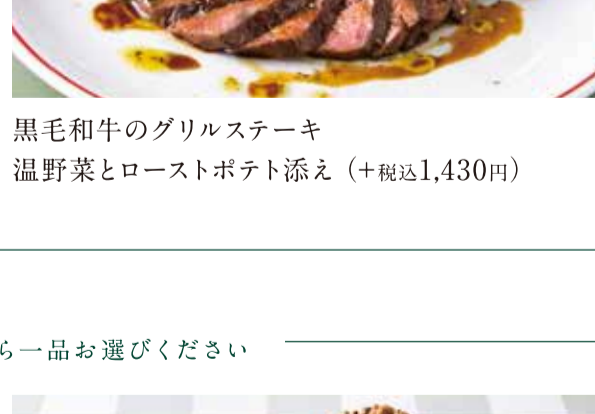 黒毛和牛のグリルステーキ
温野菜とローストポテト添え（+税込1,430円）
ら一品お選びください